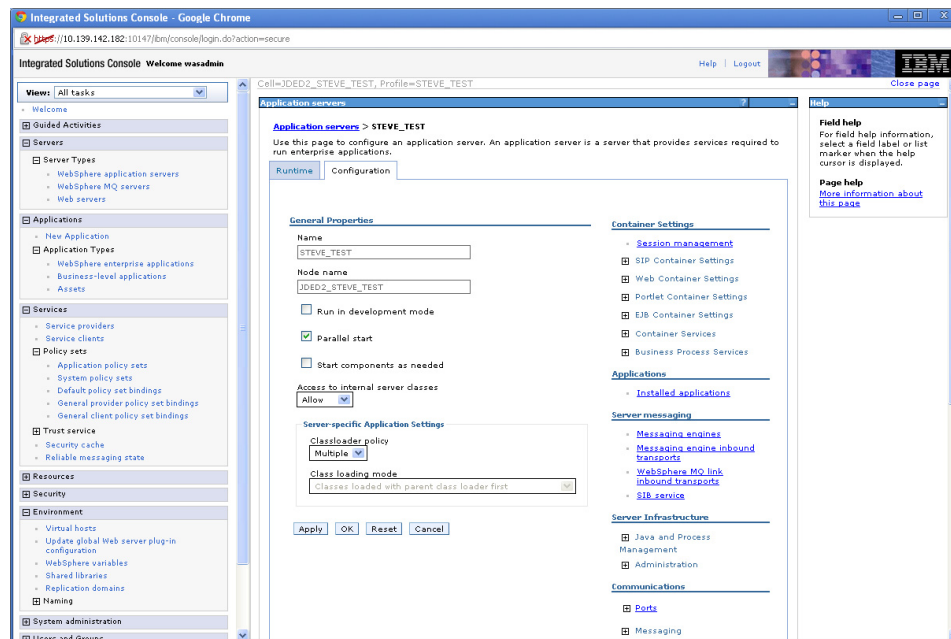 Integrated Solutions Console - Google Chrome
https://10.139.142.182:10147/ibm/console/login.do?action=secure
Integrated Solutions Console Welcome wasadmin
Help | Logout
IBM
View: All tasks
Welcome
Guided Activities
Servers
Server Types
WebSphere application servers
WebSphere MQ servers
Web servers
Applications
New Application
Application Types
WebSphere enterprise applications
Business-level applications
Assets
Services
Service providers
Service clients
Policy sets
Application policy sets
System policy sets
Default policy set bindings
General provider policy set bindings
General client policy set bindings
Trust service
Security cache
Reliable messaging state
Resources
Security
Environment
Virtual hosts
Update global Web server plug-in
configuration
WebSphere variables
Shared libraries
Replication domains
Naming
System administration
Users and Groups
Cell=JDED2_STEVE_TEST, Profile=STEVE_TEST
Close page
Application servers
?
Application servers > STEVE_TEST
Use this page to configure an application server. An application server is a server that provides services required to
run enterprise applications.
Runtime
Configuration
General Properties
Name
STEVE_TEST
Node name
JDED2_STEVE_TEST
Run in development mode
Parallel start
Start components as needed
Access to internal server classes
Allow
Server-specific Application Settings
Classloader policy
Multiple
Class loading mode
Classes loaded with parent class loader first
Apply OK Reset Cancel
Container Settings
Session management
SIP Container Settings
Web Container Settings
Portlet Container Settings
EJB Container Settings
Container Services
Business Process Services
Applications
Installed applications
Server messaging
Messaging engines
Messaging engine inbound
transports
WebSphere MQ link
inbound transports
SIB service
Server Infrastructure
Java and Process
Management
Administration
Communications
Ports
Messaging
Help
Field help
For field help information,
select a field label or list
marker when the help
cursor is displayed.
Page help
More information about
this page